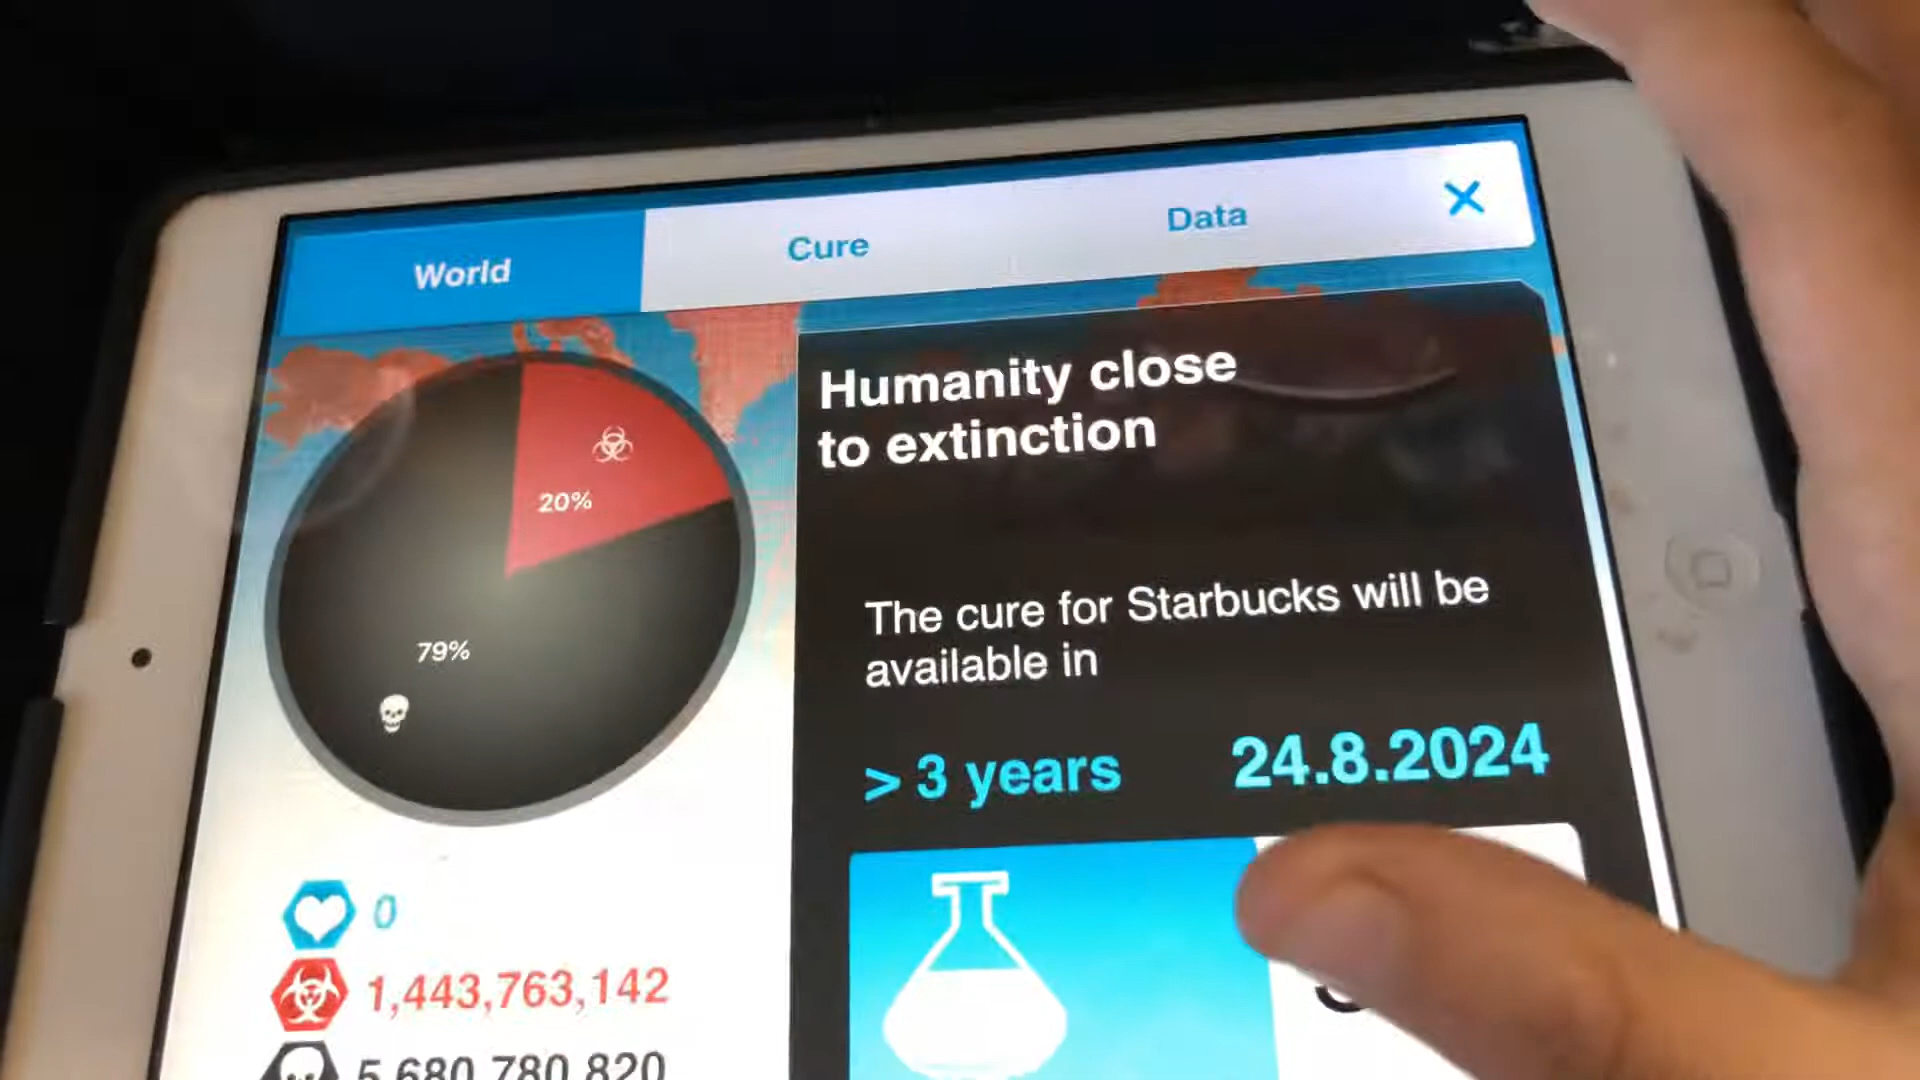 World
Cure
Data
20%
79%
0
1,443,763,142
5,680,780,820
Humanity close
to extinction
The cure for Starbucks will be
available in
> 3 years
24.8.2024